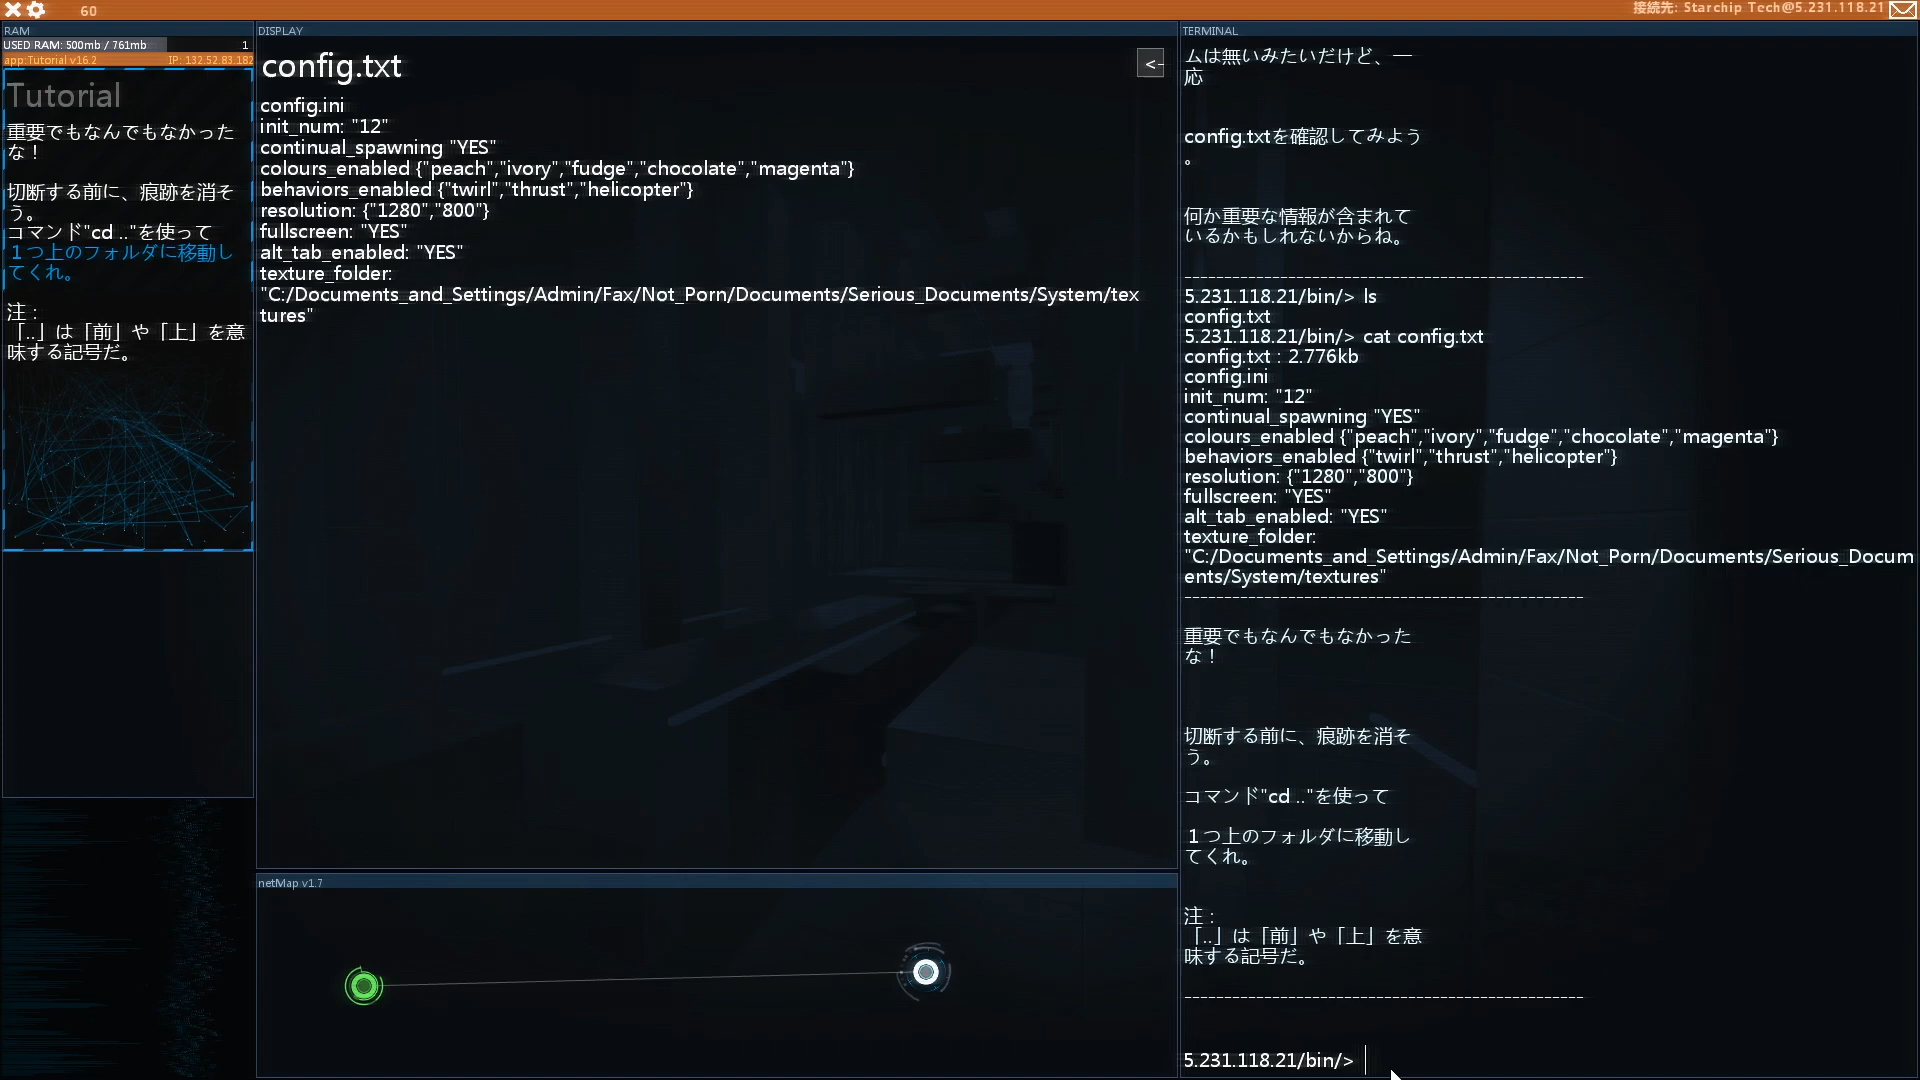 60
接続先: Starchip Tech@5.231.118.21
RAM
USED RAM: 500mb / 761mb 1
app:Tutorial v16.2 IP: 132.52.83.182
Tutorial
重要でもなんでもなかった
な！
切断する前に、痕跡を消そ
う。
コマンド"cd .."を使って
１つ上のフォルダに移動し
てくれ。
注：
「..」は「前」や「上」を意
味する記号だ。
DISPLAY
config.txt
<-
config.ini
init_num: "12"
continual_spawning "YES"
colours_enabled {"peach","ivory","fudge","chocolate","magenta"}
behaviors_enabled {"twirl","thrust","helicopter"}
resolution: {"1280","800"}
fullscreen: "YES"
alt_tab_enabled: "YES"
texture_folder:
"C:/Documents_and_Settings/Admin/Fax/Not_Porn/Documents/Serious_Documents/System/tex
tures"
netMap v1.7
TERMINAL
ムは無いみたいだけど、一
応
config.txtを確認してみよう
。
何か重要な情報が含まれて
いるかもしれないからね。
--------------------------------------------------
5.231.118.21/bin/> ls
config.txt
5.231.118.21/bin/> cat config.txt
config.txt : 2.776kb
config.ini
init_num: "12"
continual_spawning "YES"
colours_enabled {"peach","ivory","fudge","chocolate","magenta"}
behaviors_enabled {"twirl","thrust","helicopter"}
resolution: {"1280","800"}
fullscreen: "YES"
alt_tab_enabled: "YES"
texture_folder:
"C:/Documents_and_Settings/Admin/Fax/Not_Porn/Documents/Serious_Docum
ents/System/textures"
--------------------------------------------------
重要でもなんでもなかった
な！
切断する前に、痕跡を消そ
う。
コマンド"cd .."を使って
１つ上のフォルダに移動し
てくれ。
注：
「..」は「前」や「上」を意
味する記号だ。
--------------------------------------------------
5.231.118.21/bin/>